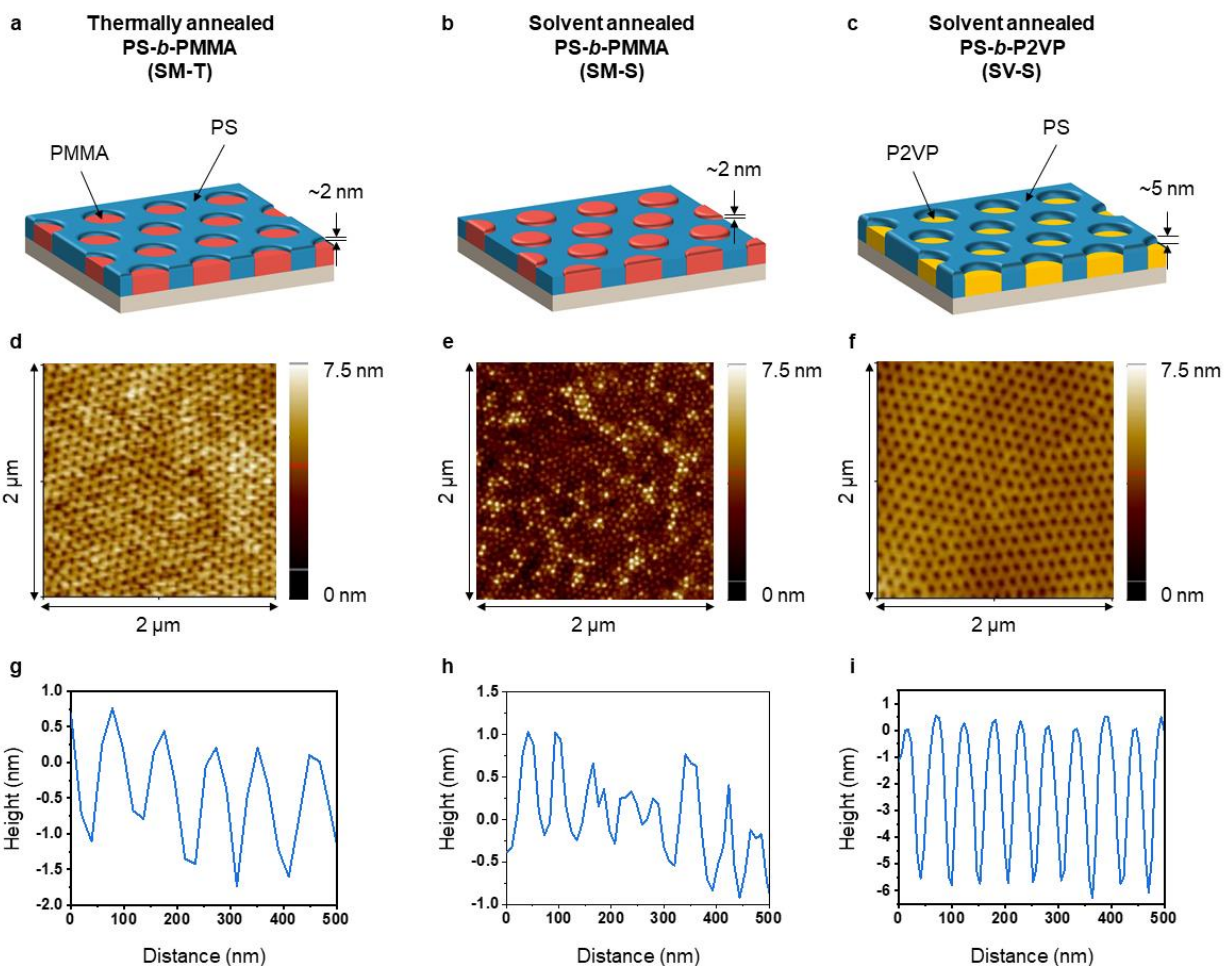 a
Thermally annealed
PS-b-PMMA
(SM-T)
b
Solvent annealed
PS-b-PMMA
(SM-S)
c
Solvent annealed
PS-b-P2VP
(SV-S)
PMMA
PS
~2 nm
~2 nm
P2VP
PS
~5 nm
d
7.5 nm
0 nm
2 µm
2 µm
e
7.5 nm
0 nm
2 µm
2 µm
f
7.5 nm
0 nm
2 µm
2 µm
g
1.0
0.5
0.0
-0.5
-1.0
-1.5
-2.0
0
100
200
300
400
500
Height (nm)
Distance (nm)
h
1.5
1.0
0.5
0.0
-0.5
-1.0
0
100
200
300
400
500
Height (nm)
Distance (nm)
i
1
0
-1
-2
-3
-4
-5
-6
0
100
200
300
400
500
Height (nm)
Distance (nm)